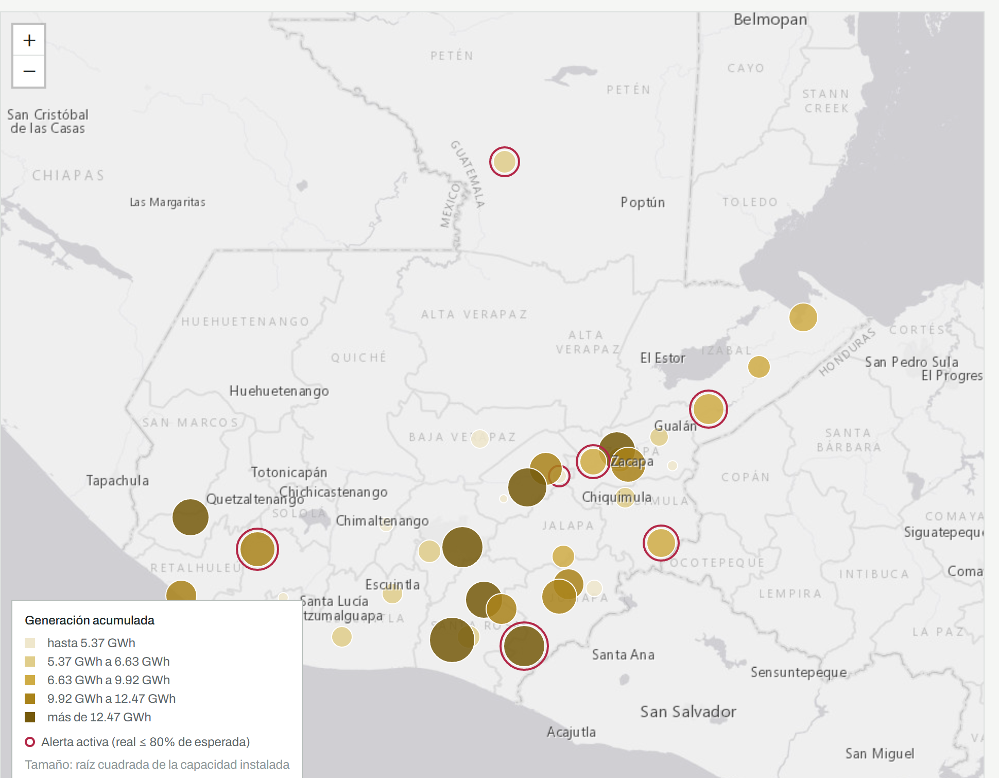 +
−
Belmopan
PETÉN
CAYO
PETÉN
STANN
CREEK
San Cristóbal
de las Casas
GUATEMALA
CHIAPAS
MEXICO
Las Margaritas
Poptún
TOLEDO
HUEHUETENANGO
ALTA VERAPAZ
ALTA
VERAPAZ
CORTÉS
HONDURAS
QUICHÉ
El Estor
IZABAL
San Pedro Sula
El Progres
Huehuetenango
SAN MARCOS
Gualán
BAJA VERAPAZ
SANTA
BÁRBARA
Zacapa
Totonicapán
Tapachula
COPÁN
Chichicastenango
Quetzaltenango
Chiquimula
SOLOLÁ
Chimaltenango
JALAPA
COMAYA
Siguatepequ
RETALHULEU
OCOTEPEQUE
INTIBUCA
Coma
Escuintla
LEMPIRA
Santa Lucía
tzumalguapa
SANTA ROSA
LA PAZ
Santa Ana
Sensuntepeque
San Salvador
Acajutla
San Miguel
Generación acumulada
hasta 5.37 GWh
5.37 GWh a 6.63 GWh
6.63 GWh a 9.92 GWh
9.92 GWh a 12.47 GWh
más de 12.47 GWh
Alerta activa (real ≤ 80% de esperada)
Tamaño: raíz cuadrada de la capacidad instalada